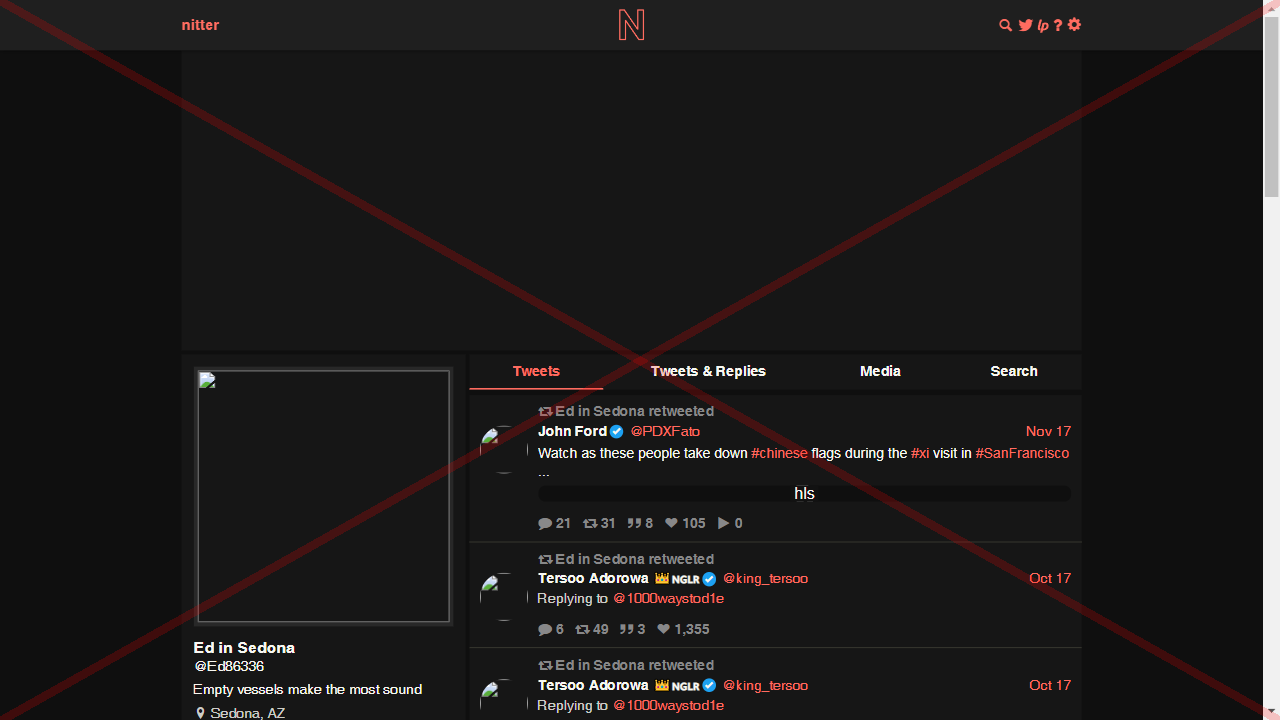 nitter
N
lp ?
Tweets
Tweets & Replies
Media
Search
Ed in Sedona retweeted
John Ford @PDXFato Nov 17
Watch as these people take down #chinese flags during the #xi visit in #SanFrancisco
...
hls
21 31 8 105 0
Ed in Sedona retweeted
Tersoo Adorowa 👑 NGLR @king_tersoo Oct 17
Replying to @1000waystod1e
6 49 3 1,355
Ed in Sedona retweeted
Tersoo Adorowa 👑 NGLR @king_tersoo Oct 17
Replying to @1000waystod1e
Ed in Sedona
@Ed86336
Empty vessels make the most sound
Sedona, AZ